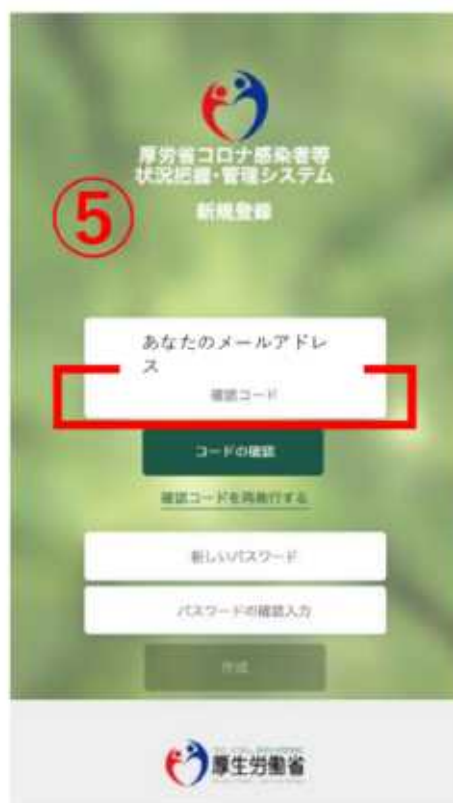 厚労省コロナ感染者等
状況把握・管理システム
新規登録
⑤
あなたのメールアドレ
ス
確認コード
コードの確認
確認コードを再発行する
新しいパスワード
パスワードの確認入力
作成
厚生労働省